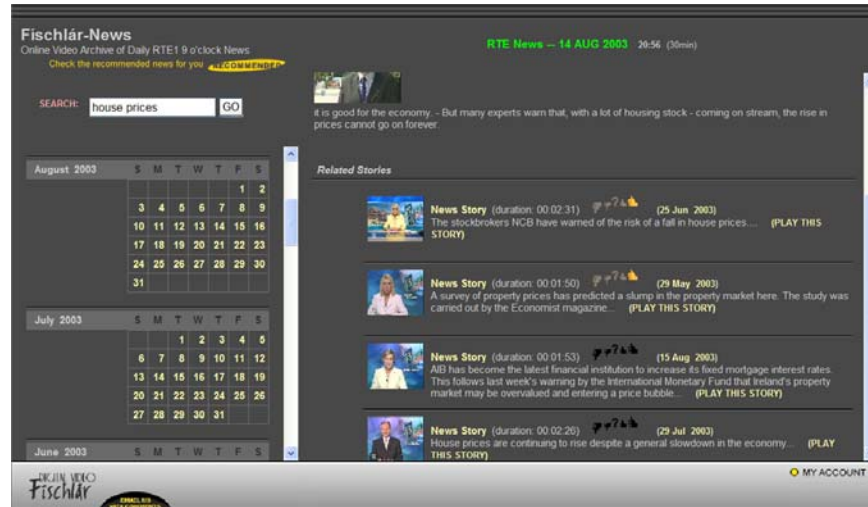 Físchlár-News
Online Video Archive of Daily RTE1 9 o'clock News
Check the recommended news for you RECOMMENDED
SEARCH: house prices GO
August 2003 S M T W T F S
1 2
3 4 5 6 7 8 9
10 11 12 13 14 15 16
17 18 19 20 21 22 23
24 25 26 27 28 29 30
31
July 2003 S M T W T F S
1 2 3 4 5
6 7 8 9 10 11 12
13 14 15 16 17 18 19
20 21 22 23 24 25 26
27 28 29 30 31
June 2003 S M T W T F S
RTE News -- 14 AUG 2003 20:56 (30min)
it is good for the economy. - But many experts warn that, with a lot of housing stock - coming on stream, the rise in
prices cannot go on forever.
Related Stories
News Story (duration: 00:02:31) (25 Jun 2003)
The stockbrokers NCB have warned of the risk of a fall in house prices.... (PLAY THIS
STORY)
News Story (duration: 00:01:50) (29 May 2003)
A survey of property prices has predicted a slump in the property market here. The study was
carried out by the Economist magazine... (PLAY THIS STORY)
News Story (duration: 00:01:53) (15 Aug 2003)
AIB has become the latest financial institution to increase its fixed mortgage interest rates.
This follows last week's warning by the International Monetary Fund that Ireland's property
market may be overvalued and entering a price bubble... (PLAY THIS STORY)
News Story (duration: 00:02:26) (29 Jul 2003)
House prices are continuing to rise despite a general slowdown in the economy... (PLAY
THIS STORY)
DIGITAL VIDEO
Físchlár
MY ACCOUNT